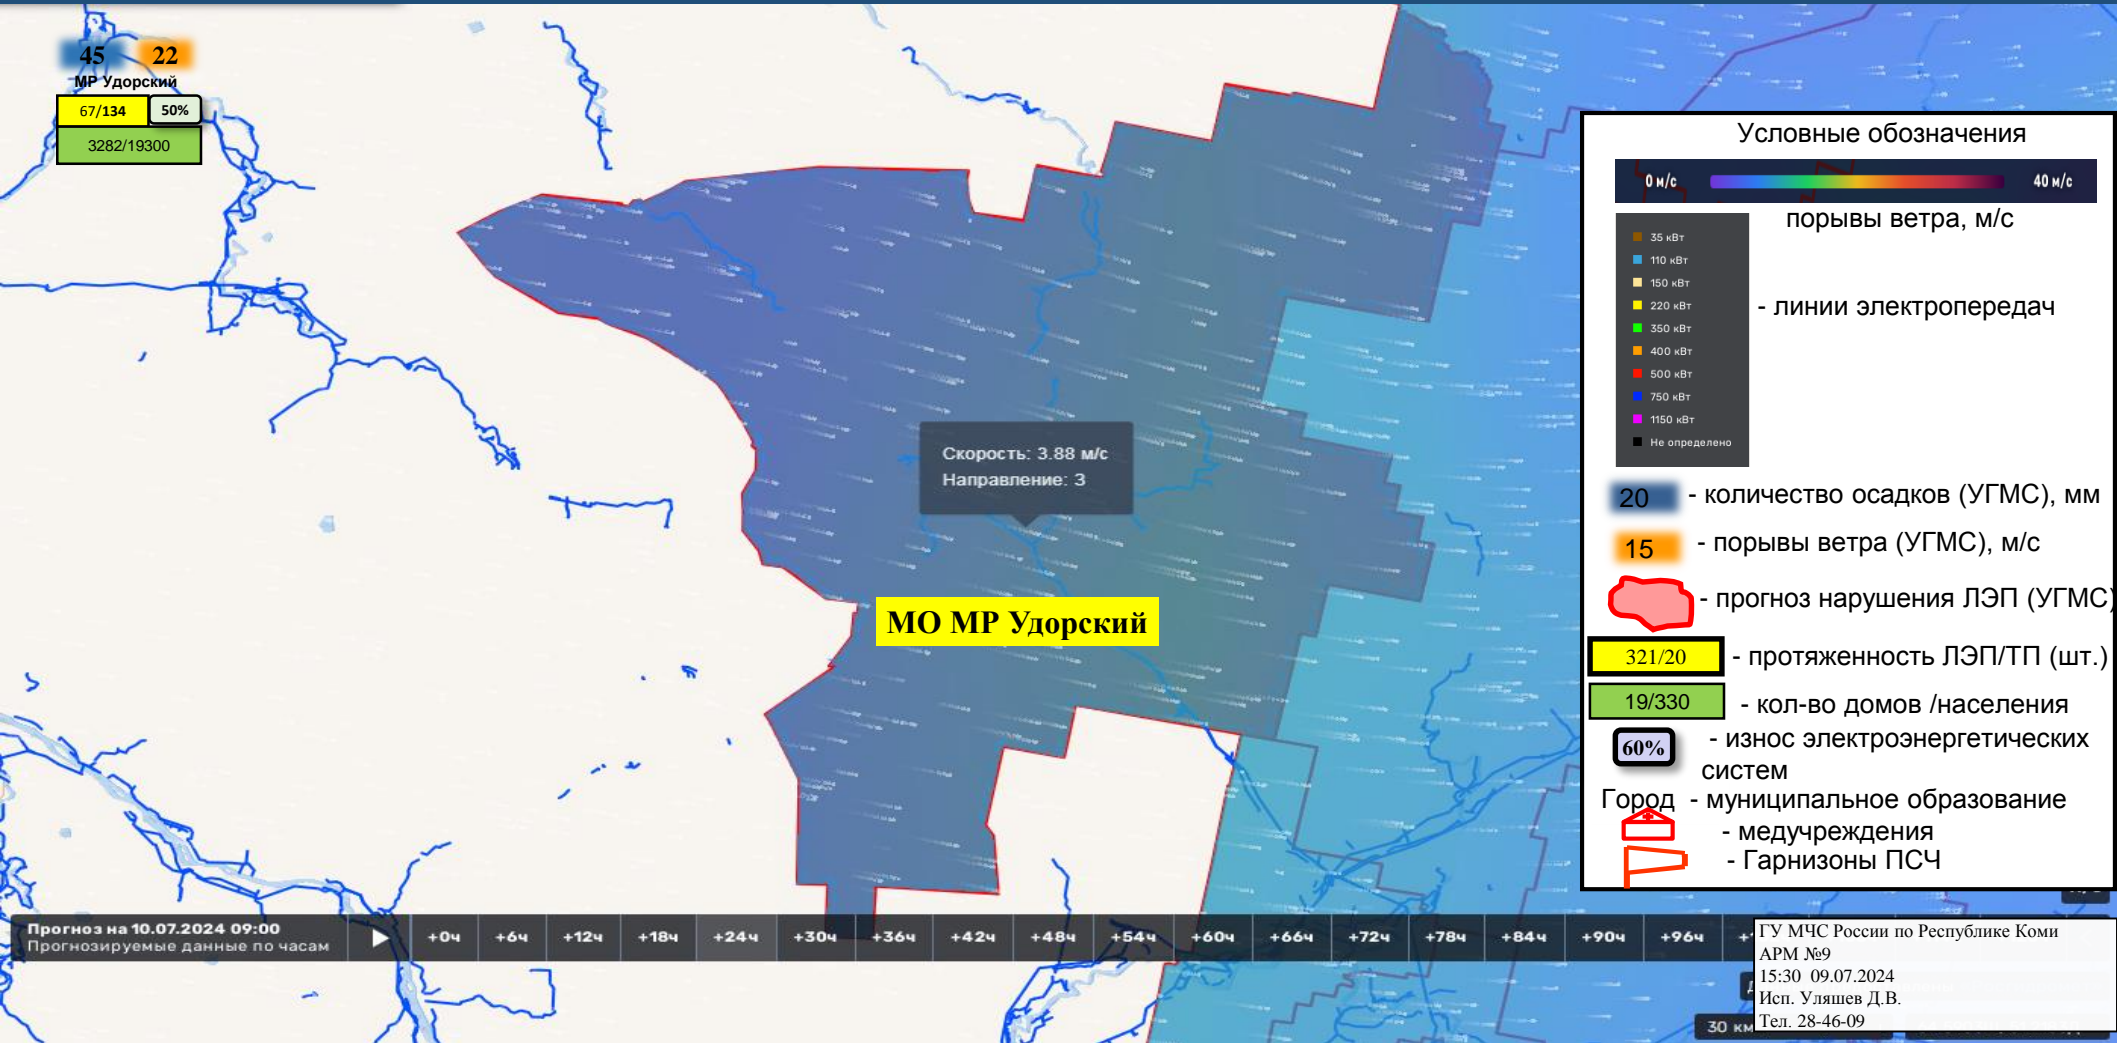 45 22
МР Удорский
67/134 50%
3282/19300
Скорость: 3.88 м/с
Направление: З
МО МР Удорский
Условные обозначения
0 м/с 40 м/с
порывы ветра, м/с
35 кВт
110 кВт
150 кВт
220 кВт
350 кВт
400 кВт
500 кВт
750 кВт
1150 кВт
Не определено
- линии электропередач
20 - количество осадков (УГМС), мм
15 - порывы ветра (УГМС), м/с
- прогноз нарушения ЛЭП (УГМС)
321/20 - протяженность ЛЭП/ТП (шт.)
19/330 - кол-во домов /населения
60% - износ электроэнергетических
систем
Город - муниципальное образование
- медучреждения
- Гарнизоны ПСЧ
Прогноз на 10.07.2024 09:00
Прогнозируемые данные по часам
+0ч +6ч +12ч +18ч +24ч +30ч +36ч +42ч +48ч +54ч +60ч +66ч +72ч +78ч +84ч +90ч +96ч
ГУ МЧС России по Республике Коми
АРМ №9
15:30 09.07.2024
Исп. Уляшев Д.В.
Тел. 28-46-09
30 км